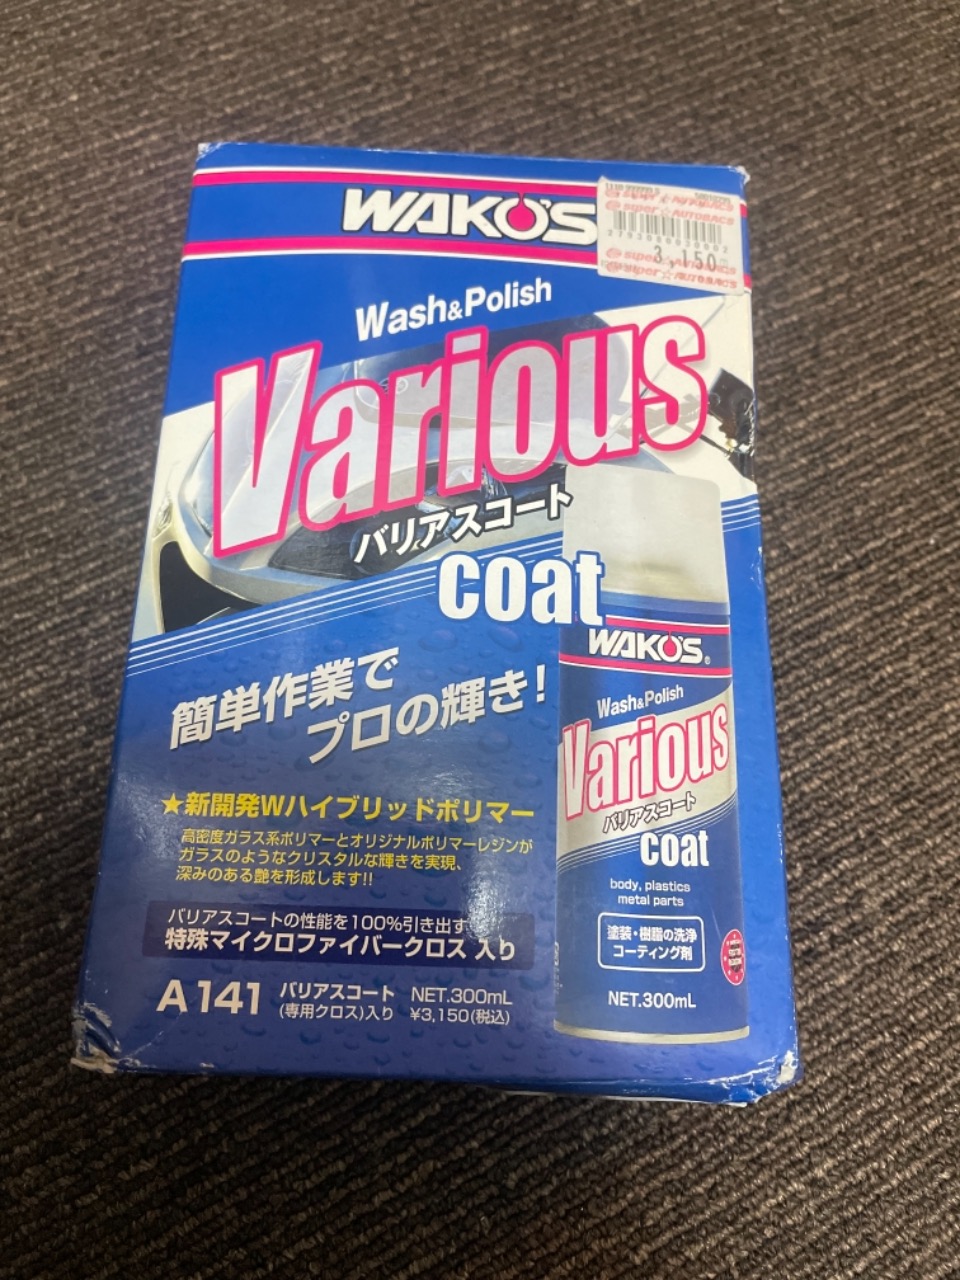 WAKO'S
super☆AUTOBACS
3,150
super☆AUTOBACS
super☆AUTOBACS
Wash&Polish
Various
バリアスコート
coat
簡単作業で
プロの輝き!
★新開発Wハイブリッドポリマー
高密度ガラス系ポリマーとオリジナルポリマーレジンが
ガラスのようなクリスタルな輝きを実現、
深みのある艶を形成します!!
バリアスコートの性能を100%引き出す
特殊マイクロファイバークロス 入り
A141 バリアスコート NET.300mL
(専用クロス)入り ¥3,150(税込)
WAKO'S®
Wash&Polish
Various
バリアスコート
coat
body, plastics
metal parts
塗装・樹脂の洗浄
コーティング剤
NET.300mL